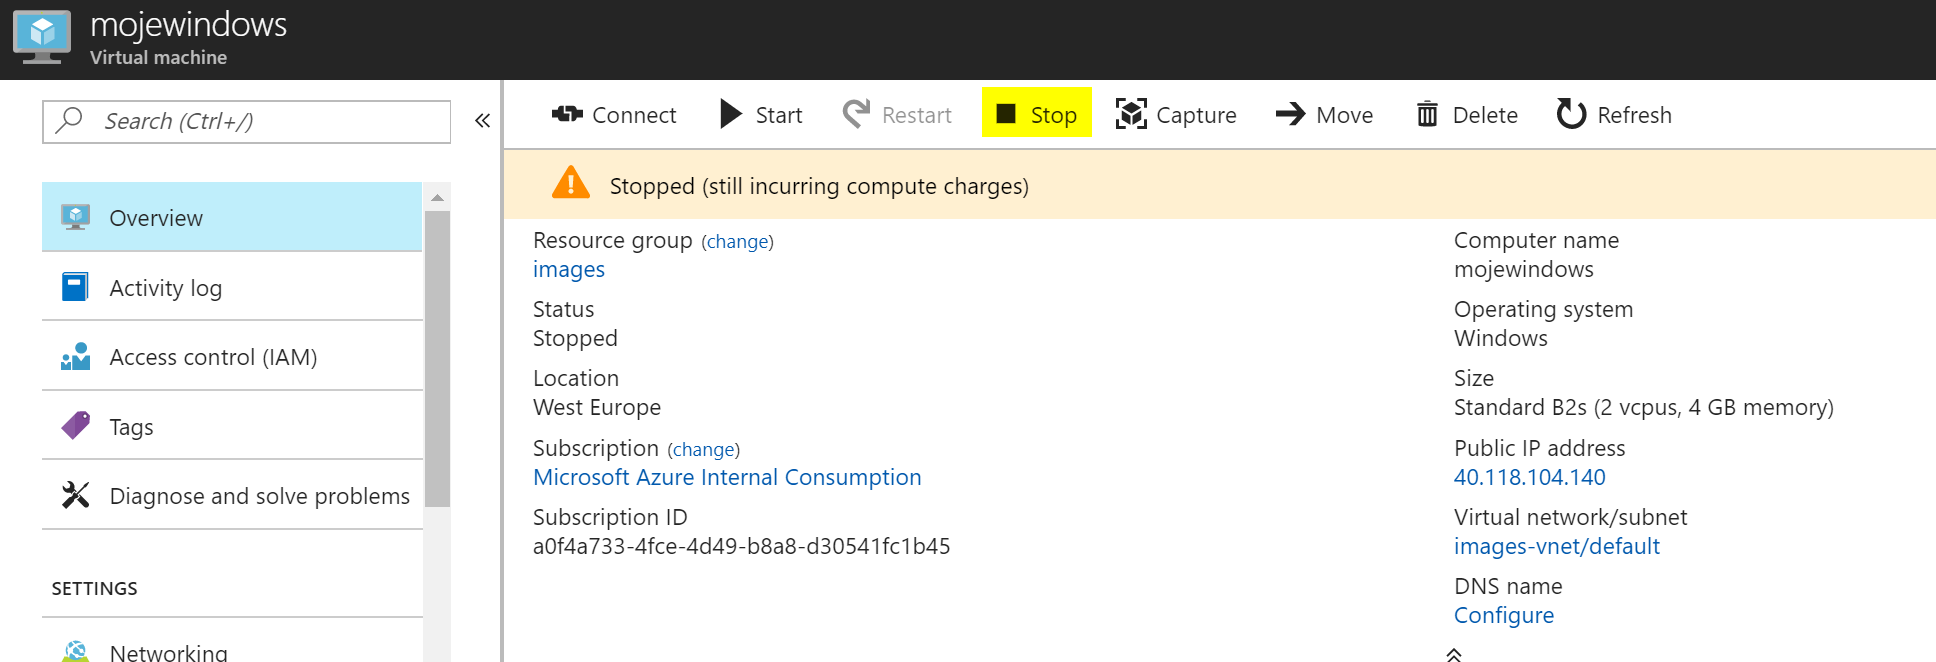 mojewindows
Virtual machine
Search (Ctrl+/)
«
Connect
Start
Restart
Stop
Capture
Move
Delete
Refresh
Stopped (still incurring compute charges)
Overview
Activity log
Access control (IAM)
Tags
Diagnose and solve problems
SETTINGS
Networking
Resource group (change)
images
Status
Stopped
Location
West Europe
Subscription (change)
Microsoft Azure Internal Consumption
Subscription ID
a0f4a733-4fce-4d49-b8a8-d30541fc1b45
Computer name
mojewindows
Operating system
Windows
Size
Standard B2s (2 vcpus, 4 GB memory)
Public IP address
40.118.104.140
Virtual network/subnet
images-vnet/default
DNS name
Configure